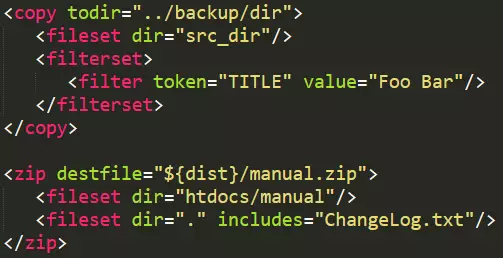 <copy todir="../backup/dir">
<fileset dir="src_dir"/>
<filterset>
<filter token="TITLE" value="Foo Bar"/>
</filterset>
</copy>
<zip destfile="${dist}/manual.zip">
<fileset dir="htdocs/manual"/>
<fileset dir="." includes="ChangeLog.txt"/>
</zip>